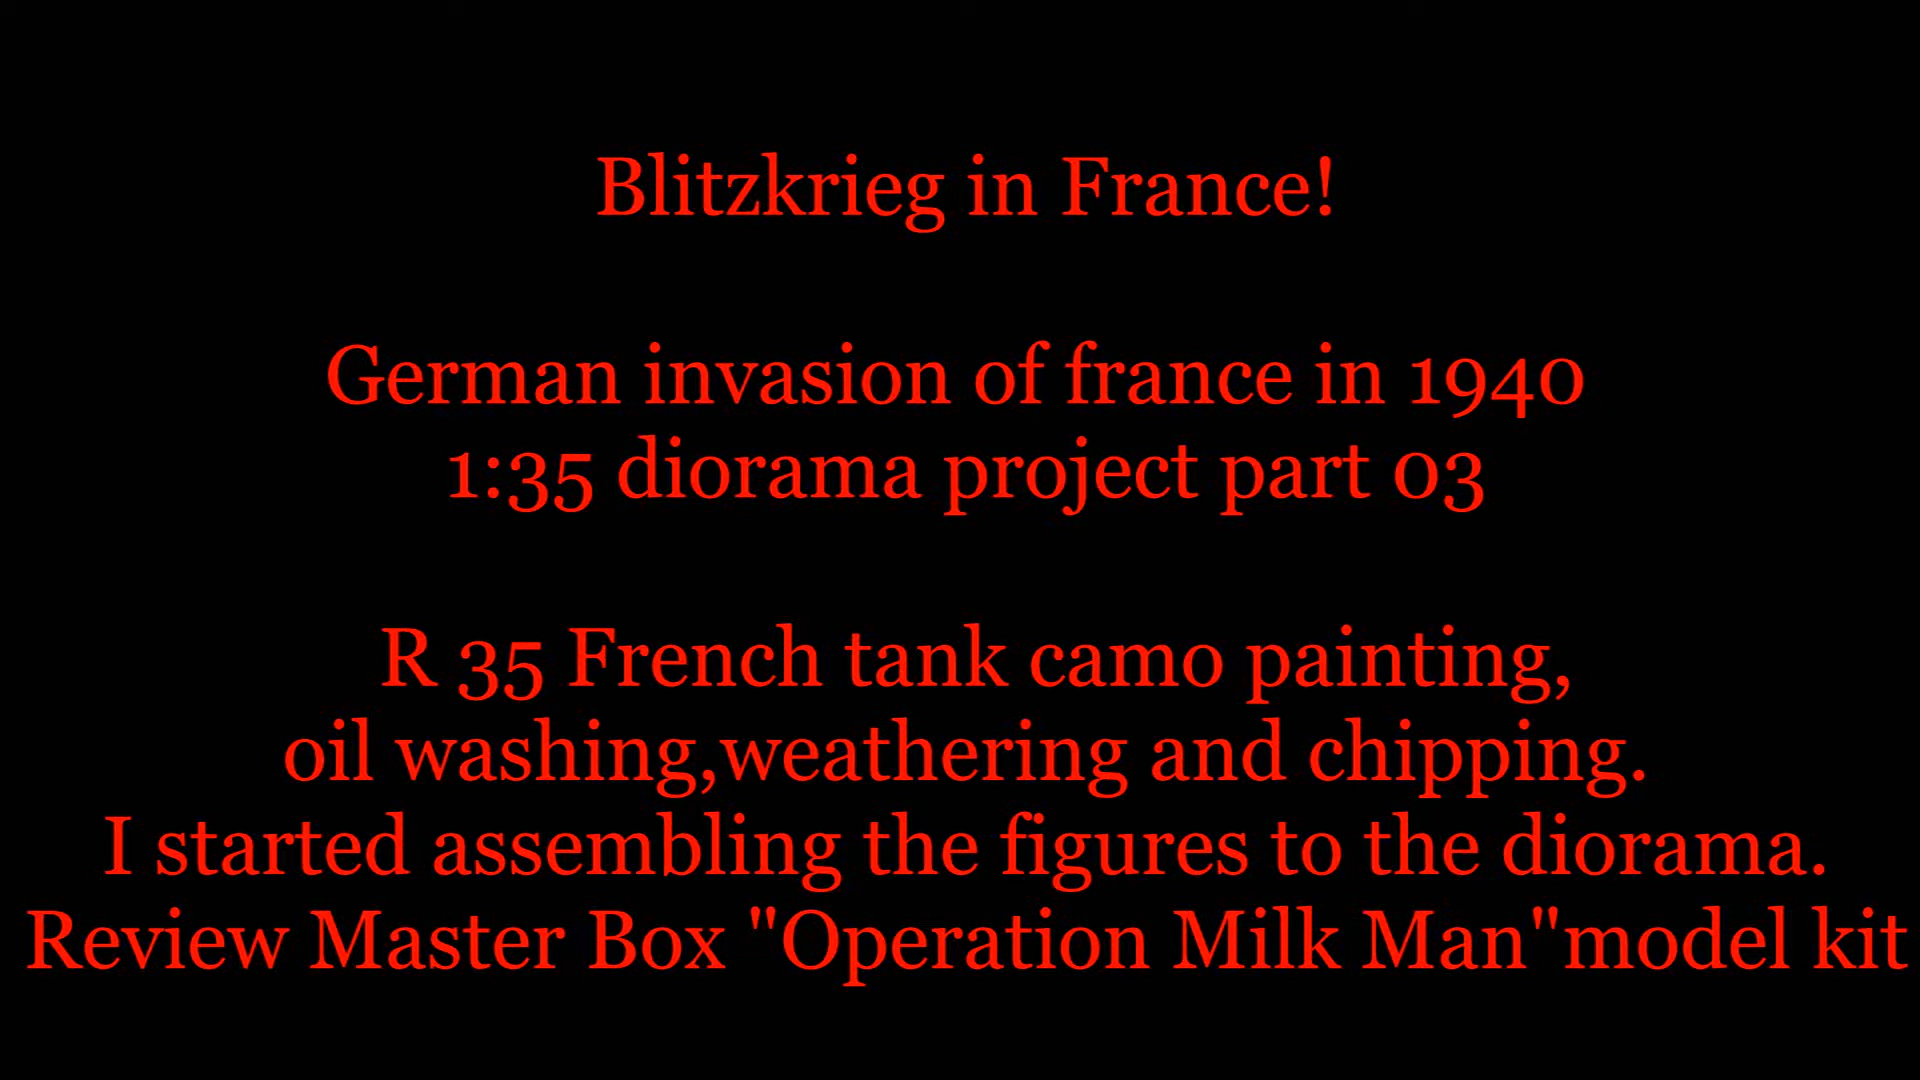 Blitzkrieg in France!
German invasion of france in 1940
1:35 diorama project part 03
R 35 French tank camo painting,
oil washing,weathering and chipping.
I started assembling the figures to the diorama.
Review Master Box "Operation Milk Man"model kit